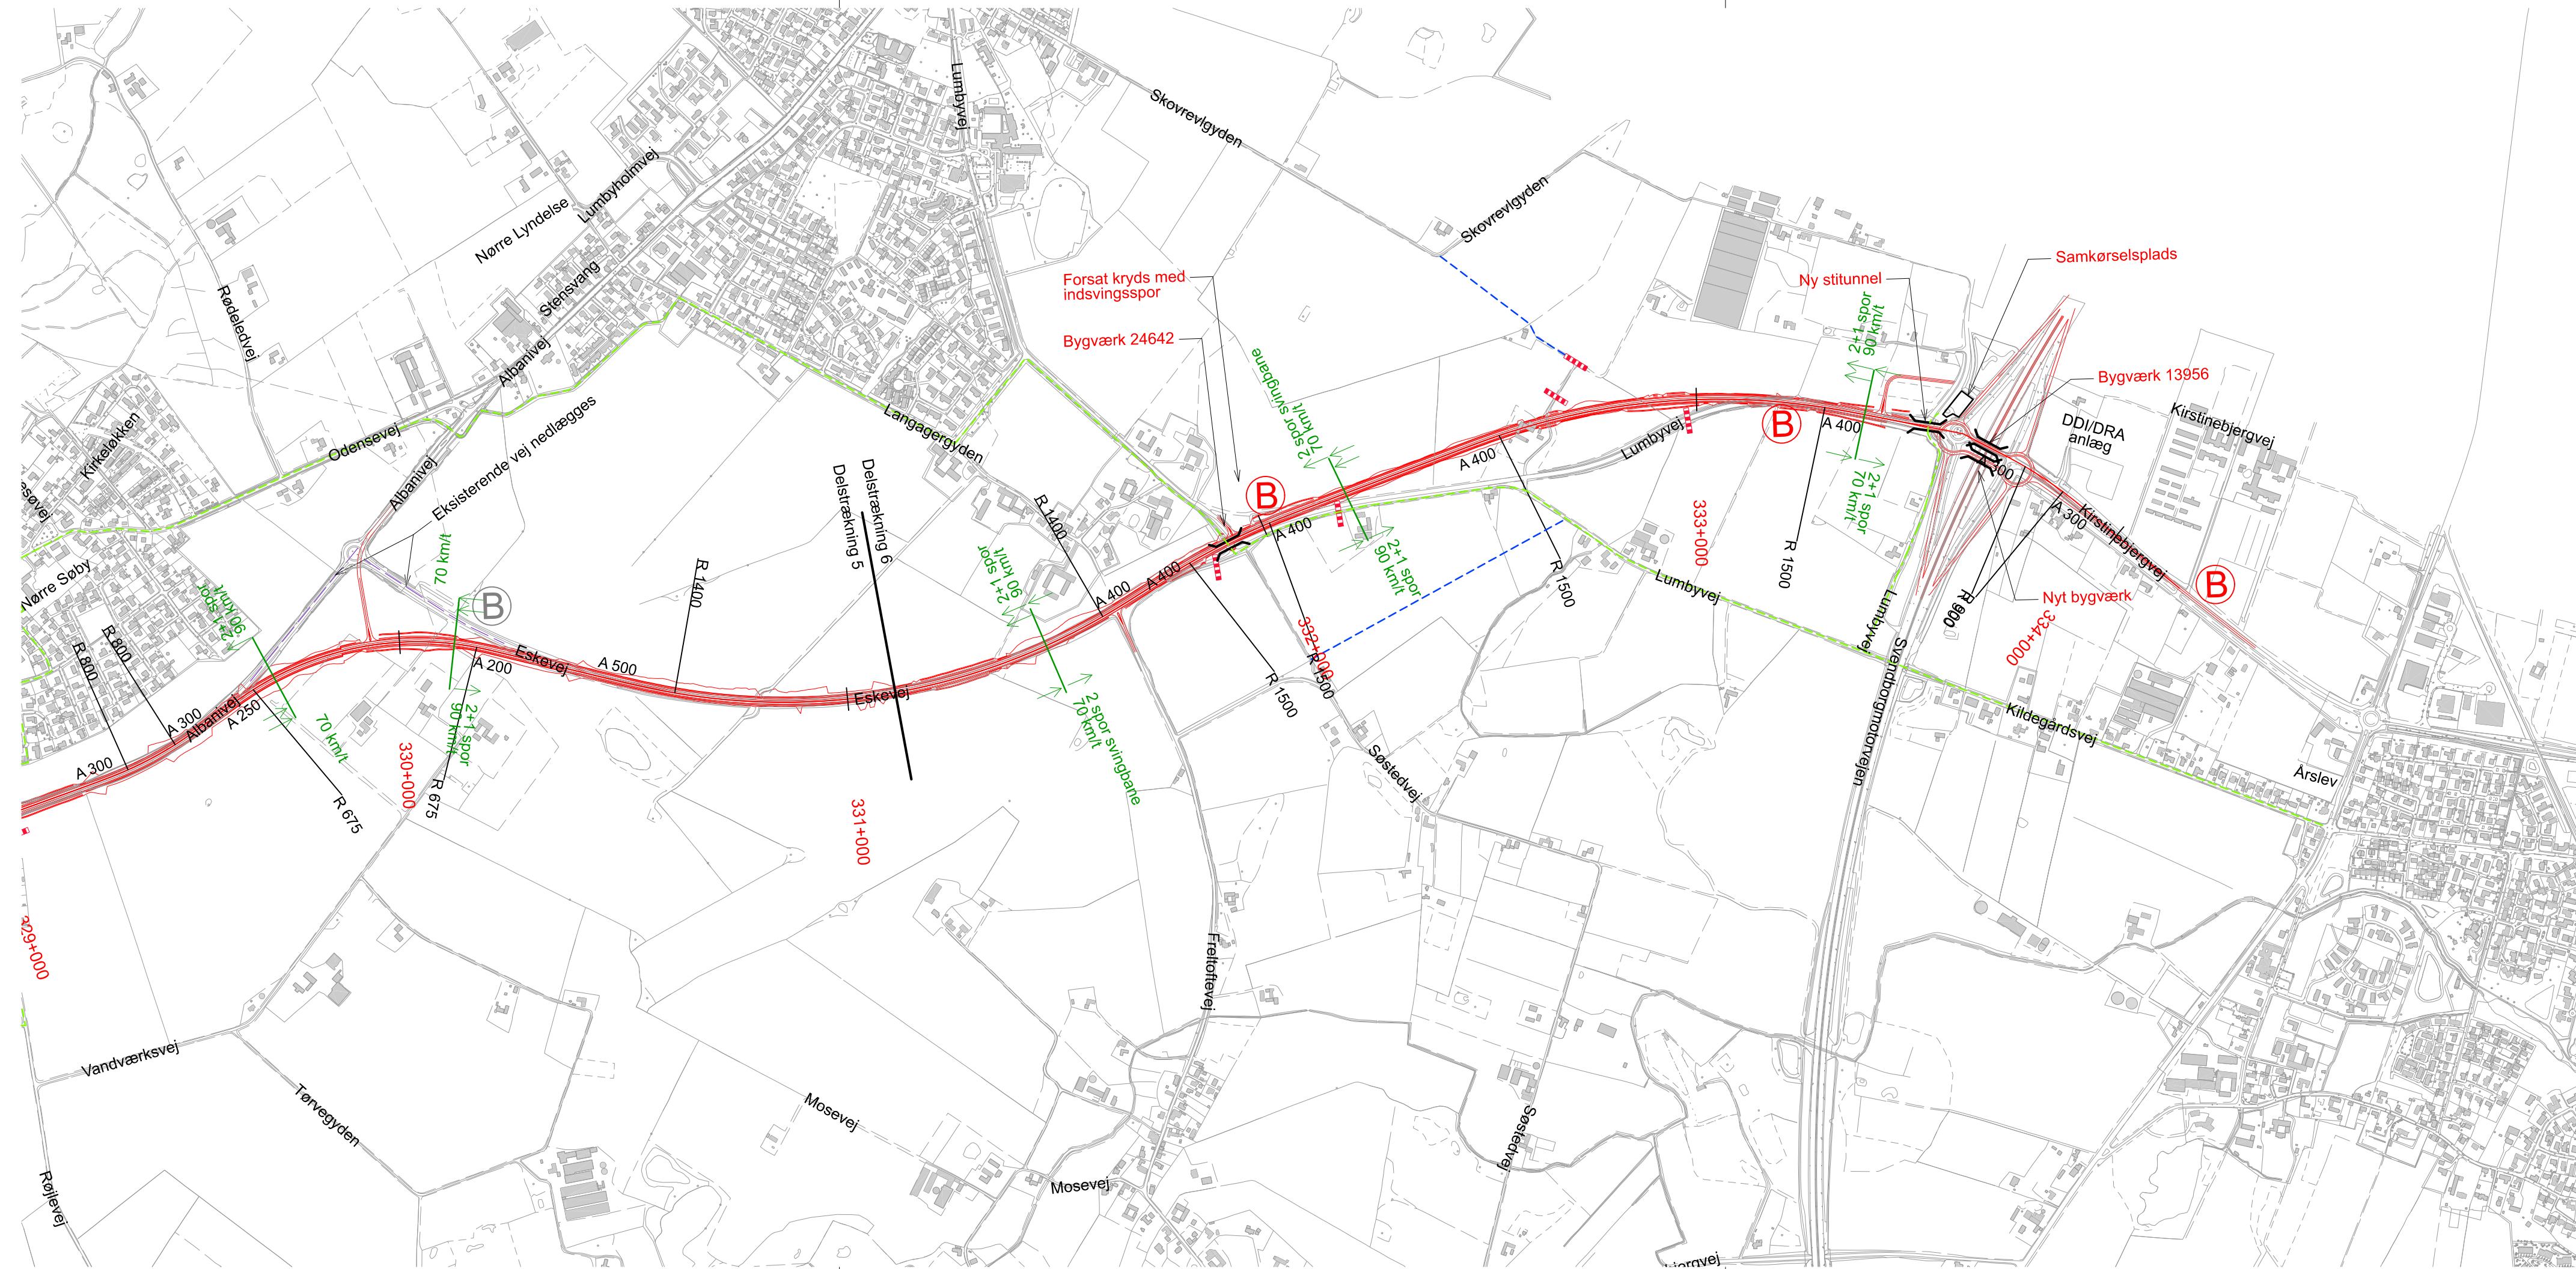 Lumbyvej
Skovrevlgyden
Lumbyholmvej
Nørre Lyndelse
Skovrevlgyden
Stensvang
Rødeledvej
Forsat kryds med
indsvingsspor
Bygværk 24642
Ny stitunnel
Samkørselsplads
2+1 spor
90 km/t
Bygværk 13956
DDI/DRA
anlæg
Kirstinebjergvej
Albanivej
Kirkeløkken
Odensevej
Langagergyden
Eksisterende vej nedlægges
2 spor svingbane
70 km/t
Albanivej
Delstrækning 5
Delstrækning 6
B
B
A 400
A 400
Lumbyvej
A 300
R 1400
A 400
2+1 spor
70 km/t
333+000
R 1500
Kirstinebjergvej
A 300
B
Nyt bygværk
334+000
R 900
Nørre Søby
2+1 spor
90 km/t
70 km/t
B
R 1400
2+1 spor
90 km/t
A 400
A 400
2+1 spor
90 km/t
R 1500
Lumbyvej
Lumbyvej
Svendborgmotorvejen
R 800
R 800
Eskevej
A 200
A 500
Eskevej
332+000
R 1500
R 1500
2 spor svingbane
70 km/t
Kildegårdsvej
Årslev
A 300
A 300
Albanivej
A 250
70 km/t
2+1 spor
90 km/t
R 675
R 675
330+000
331+000
Søstedvej
329+000
Freltoftevej
Vandværksvej
Tørvegyden
Mosevej
Mosevej
Søstedvej
Røjlevej